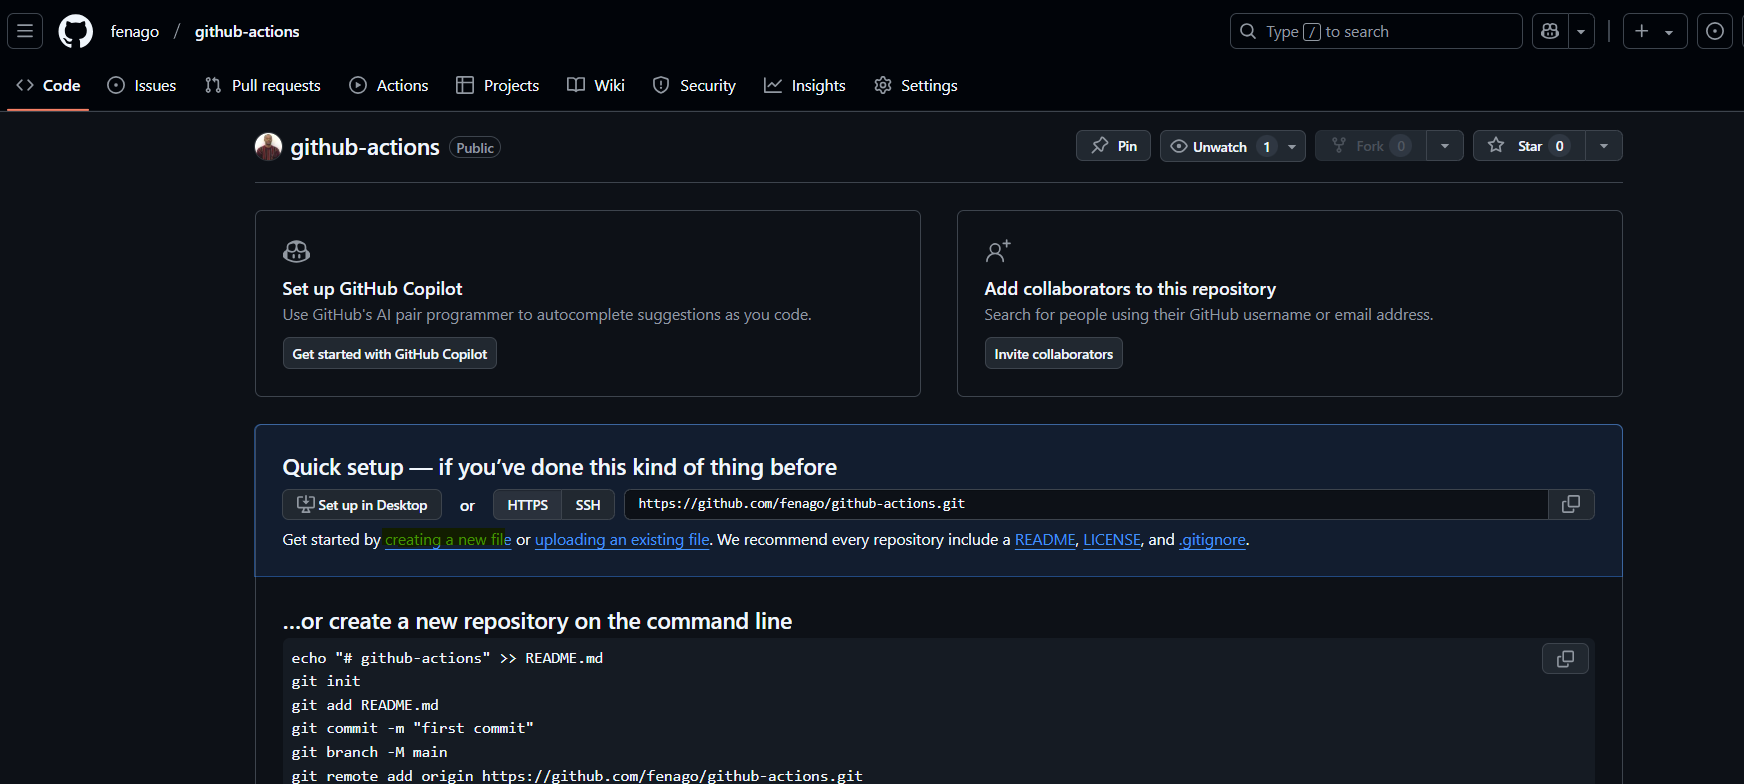 fenago / github-actions
Type / to search
Code Issues Pull requests Actions Projects Wiki Security Insights Settings
github-actions Public
Pin Unwatch 1 Fork 0 Star 0
Set up GitHub Copilot
Use GitHub's AI pair programmer to autocomplete suggestions as you code.
Get started with GitHub Copilot
Add collaborators to this repository
Search for people using their GitHub username or email address.
Invite collaborators
Quick setup — if you’ve done this kind of thing before
Set up in Desktop or HTTPS SSH https://github.com/fenago/github-actions.git
Get started by creating a new file or uploading an existing file. We recommend every repository include a README, LICENSE, and .gitignore.
…or create a new repository on the command line
echo "# github-actions" >> README.md
git init
git add README.md
git commit -m "first commit"
git branch -M main
git remote add origin https://github.com/fenago/github-actions.git